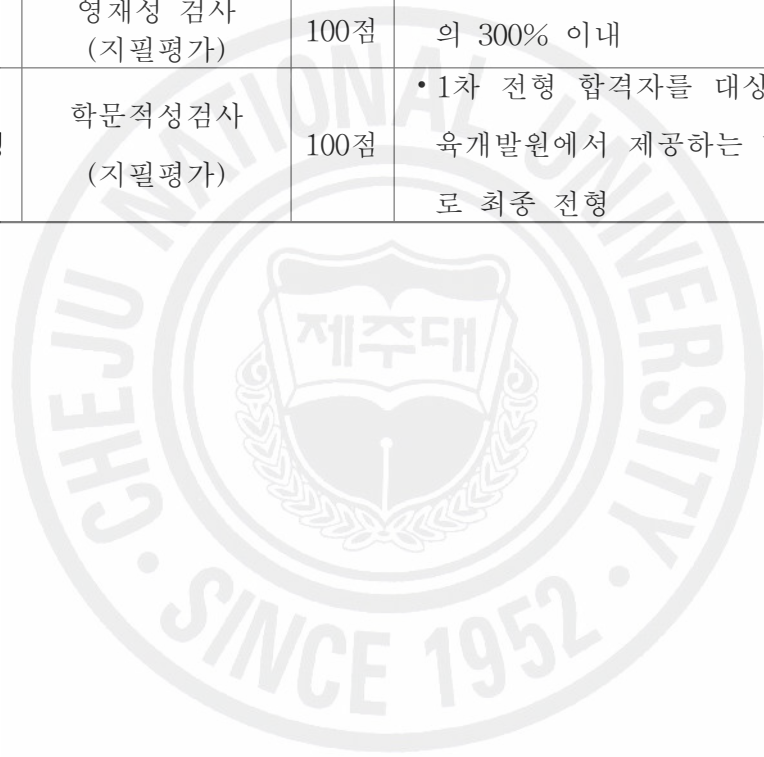 영재성 검사
(지필평가)
100점
의 300% 이내
학문적성검사
(지필평가)
100점
• 1차 전형 합격자를 대상
육개발원에서 제공하는
로 최종 전형
CHEJU NATIONAL UNIVERSITY
제주대
• SINCE 1952 •